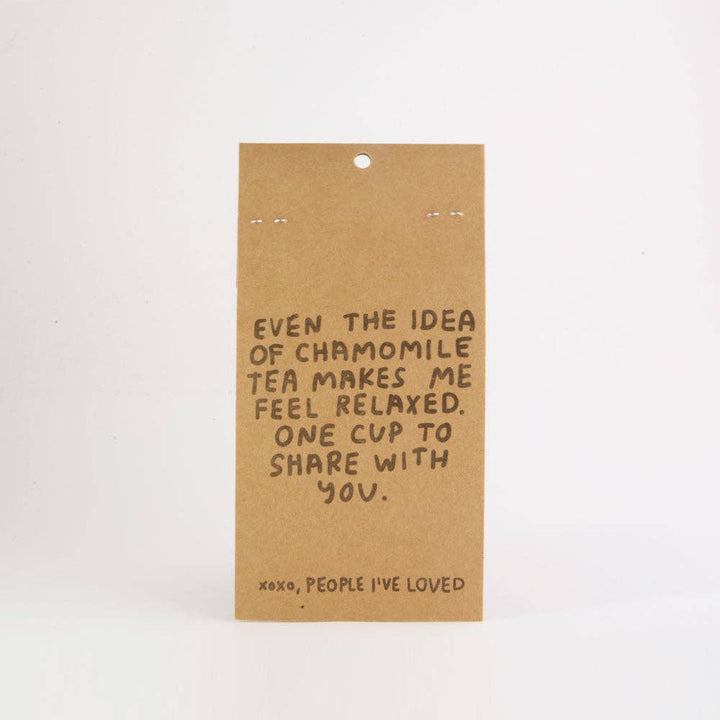 EVEN THE IDEA
OF CHAMOMILE
TEA MAKES ME
FEEL RELAXED.
ONE CUP TO
SHARE WITH
YOU.
xoxo, PEOPLE I'VE LOVED